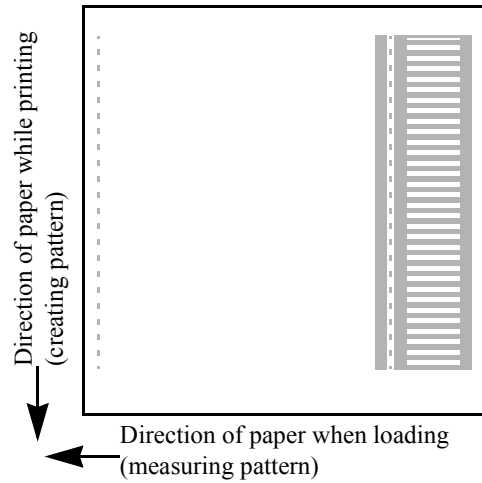 Direction of paper while printing
(creating pattern)
Direction of paper when loading
(measuring pattern)